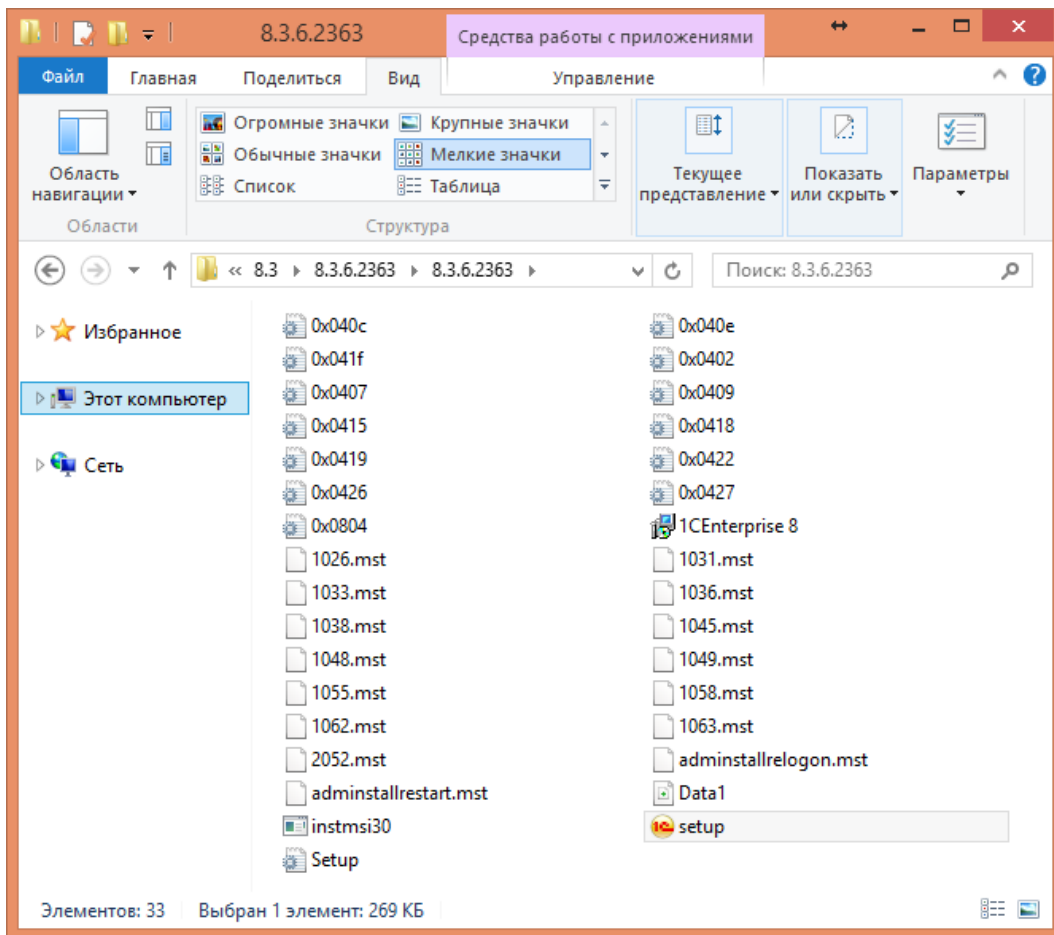 8.3.6.2363
Средства работы с приложениями
Файл
Главная
Поделиться
Вид
Управление
Область навигации
Огромные значки
Крупные значки
Обычные значки
Мелкие значки
Список
Таблица
Текущее представление
Показать или скрыть
Параметры
Области
Структура
« 8.3 8.3.6.2363 8.3.6.2363
Поиск: 8.3.6.2363
Избранное
Этот компьютер
Сеть
0x040c
0x040e
0x041f
0x0402
0x0407
0x0409
0x0415
0x0418
0x0419
0x0422
0x0426
0x0427
0x0804
1CEnterprise 8
1026.mst
1031.mst
1033.mst
1036.mst
1038.mst
1045.mst
1048.mst
1049.mst
1055.mst
1058.mst
1062.mst
1063.mst
2052.mst
adminstallrelogon.mst
adminstallrestart.mst
Data1
instmsi30
setup
Setup
Элементов: 33
Выбран 1 элемент: 269 КБ